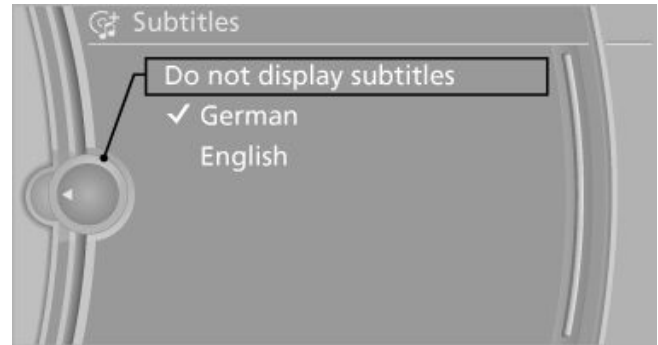 Subtitles
Do not display subtitles
German
English